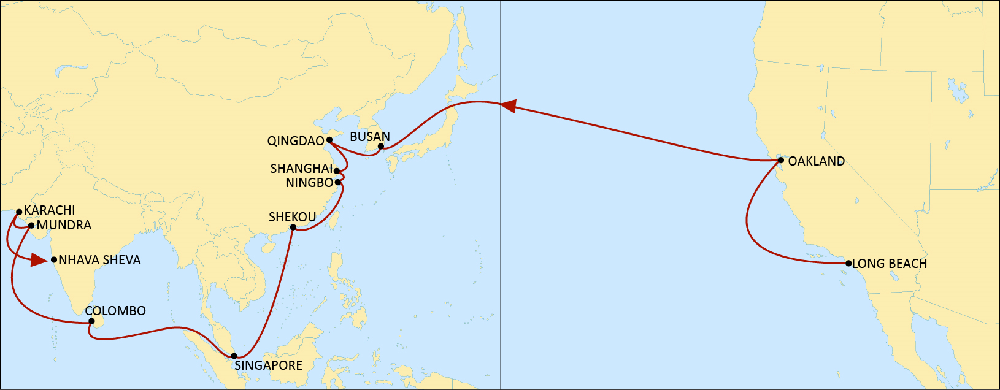 BUSAN
QINGDAO
OAKLAND
SHANGHAI
NINGBO
KARACHI
SHEKOU
MUNDRA
NHAVA SHEVA
LONG BEACH
COLOMBO
SINGAPORE